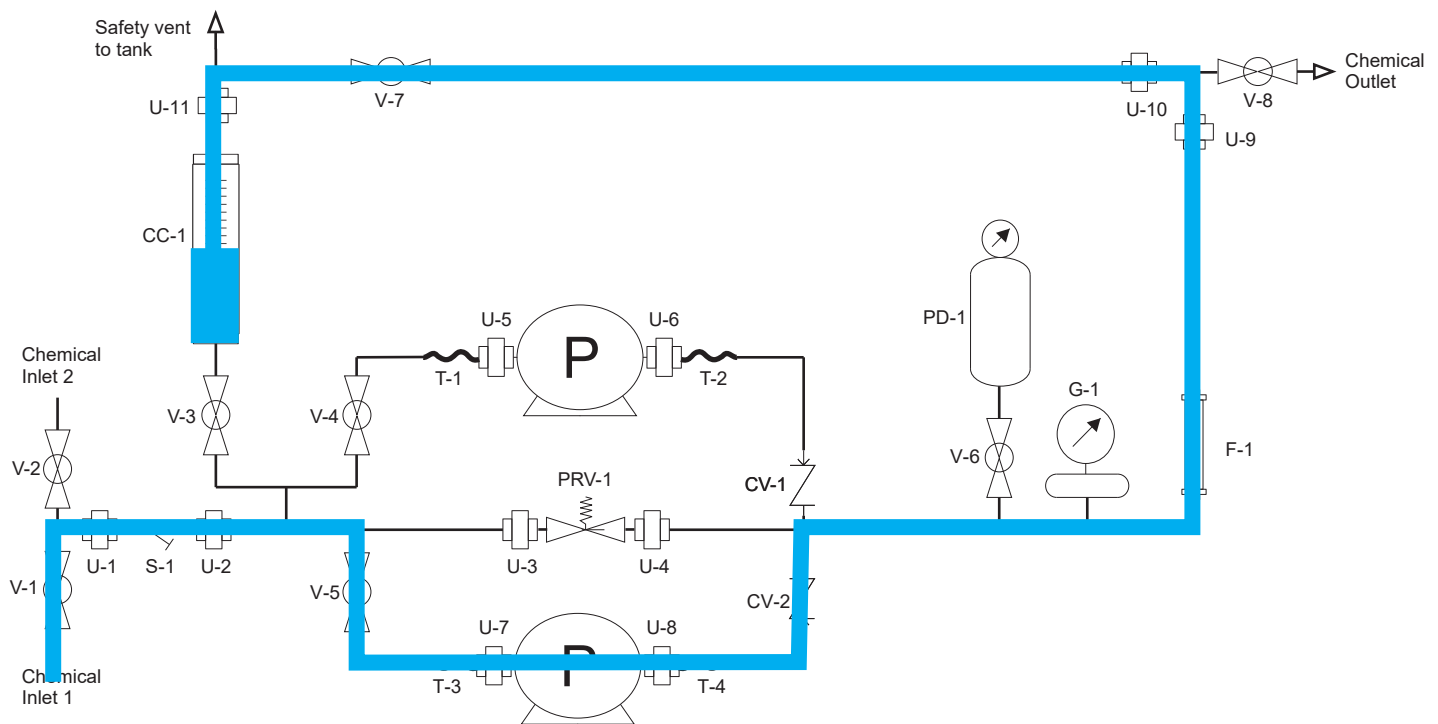 Safety vent
to tank
Chemical
Outlet
V-7
U-10
V-8
U-11
U-9
CC-1
U-5
U-6
PD-1
P
Chemical
Inlet 2
T-1
T-2
G-1
V-3
V-4
V-2
V-6
F-1
PRV-1
CV-1
U-1
S-1
U-2
U-3
U-4
V-1
V-5
CV-2
U-7
U-8
P
Chemical
Inlet 1
T-3
T-4